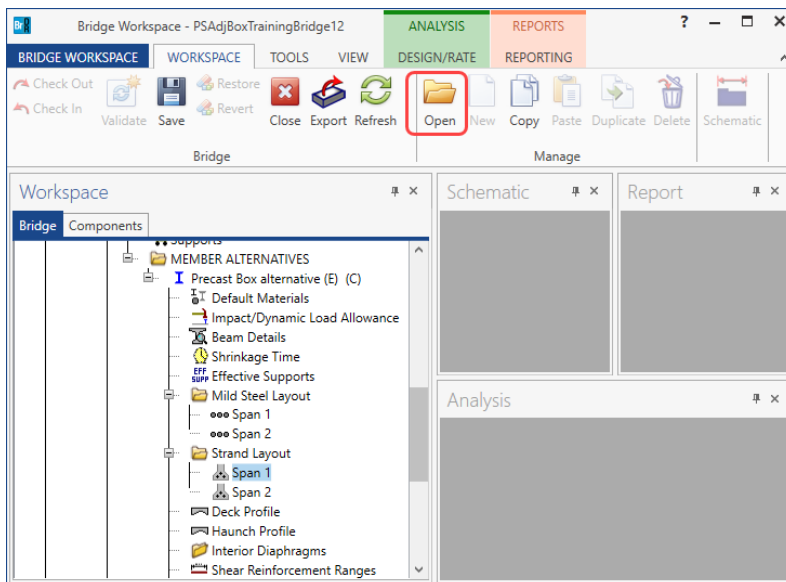 Br Bridge Workspace - PSAdjBoxTrainingBridge12 ANALYSIS REPORTS ?
BRIDGE WORKSPACE WORKSPACE TOOLS VIEW DESIGN/RATE REPORTING
Check Out
Check In
Validate
Save
Restore
Revert
Close
Export
Refresh
Open
New
Copy
Paste
Duplicate
Delete
Schematic
Bridge
Manage
Workspace
Bridge Components
Supports
MEMBER ALTERNATIVES
Precast Box alternative (E) (C)
Default Materials
Impact/Dynamic Load Allowance
Beam Details
Shrinkage Time
EFF SUPP Effective Supports
Mild Steel Layout
Span 1
Span 2
Strand Layout
Span 1
Span 2
Deck Profile
Haunch Profile
Interior Diaphragms
Shear Reinforcement Ranges
Schematic
Report
Analysis